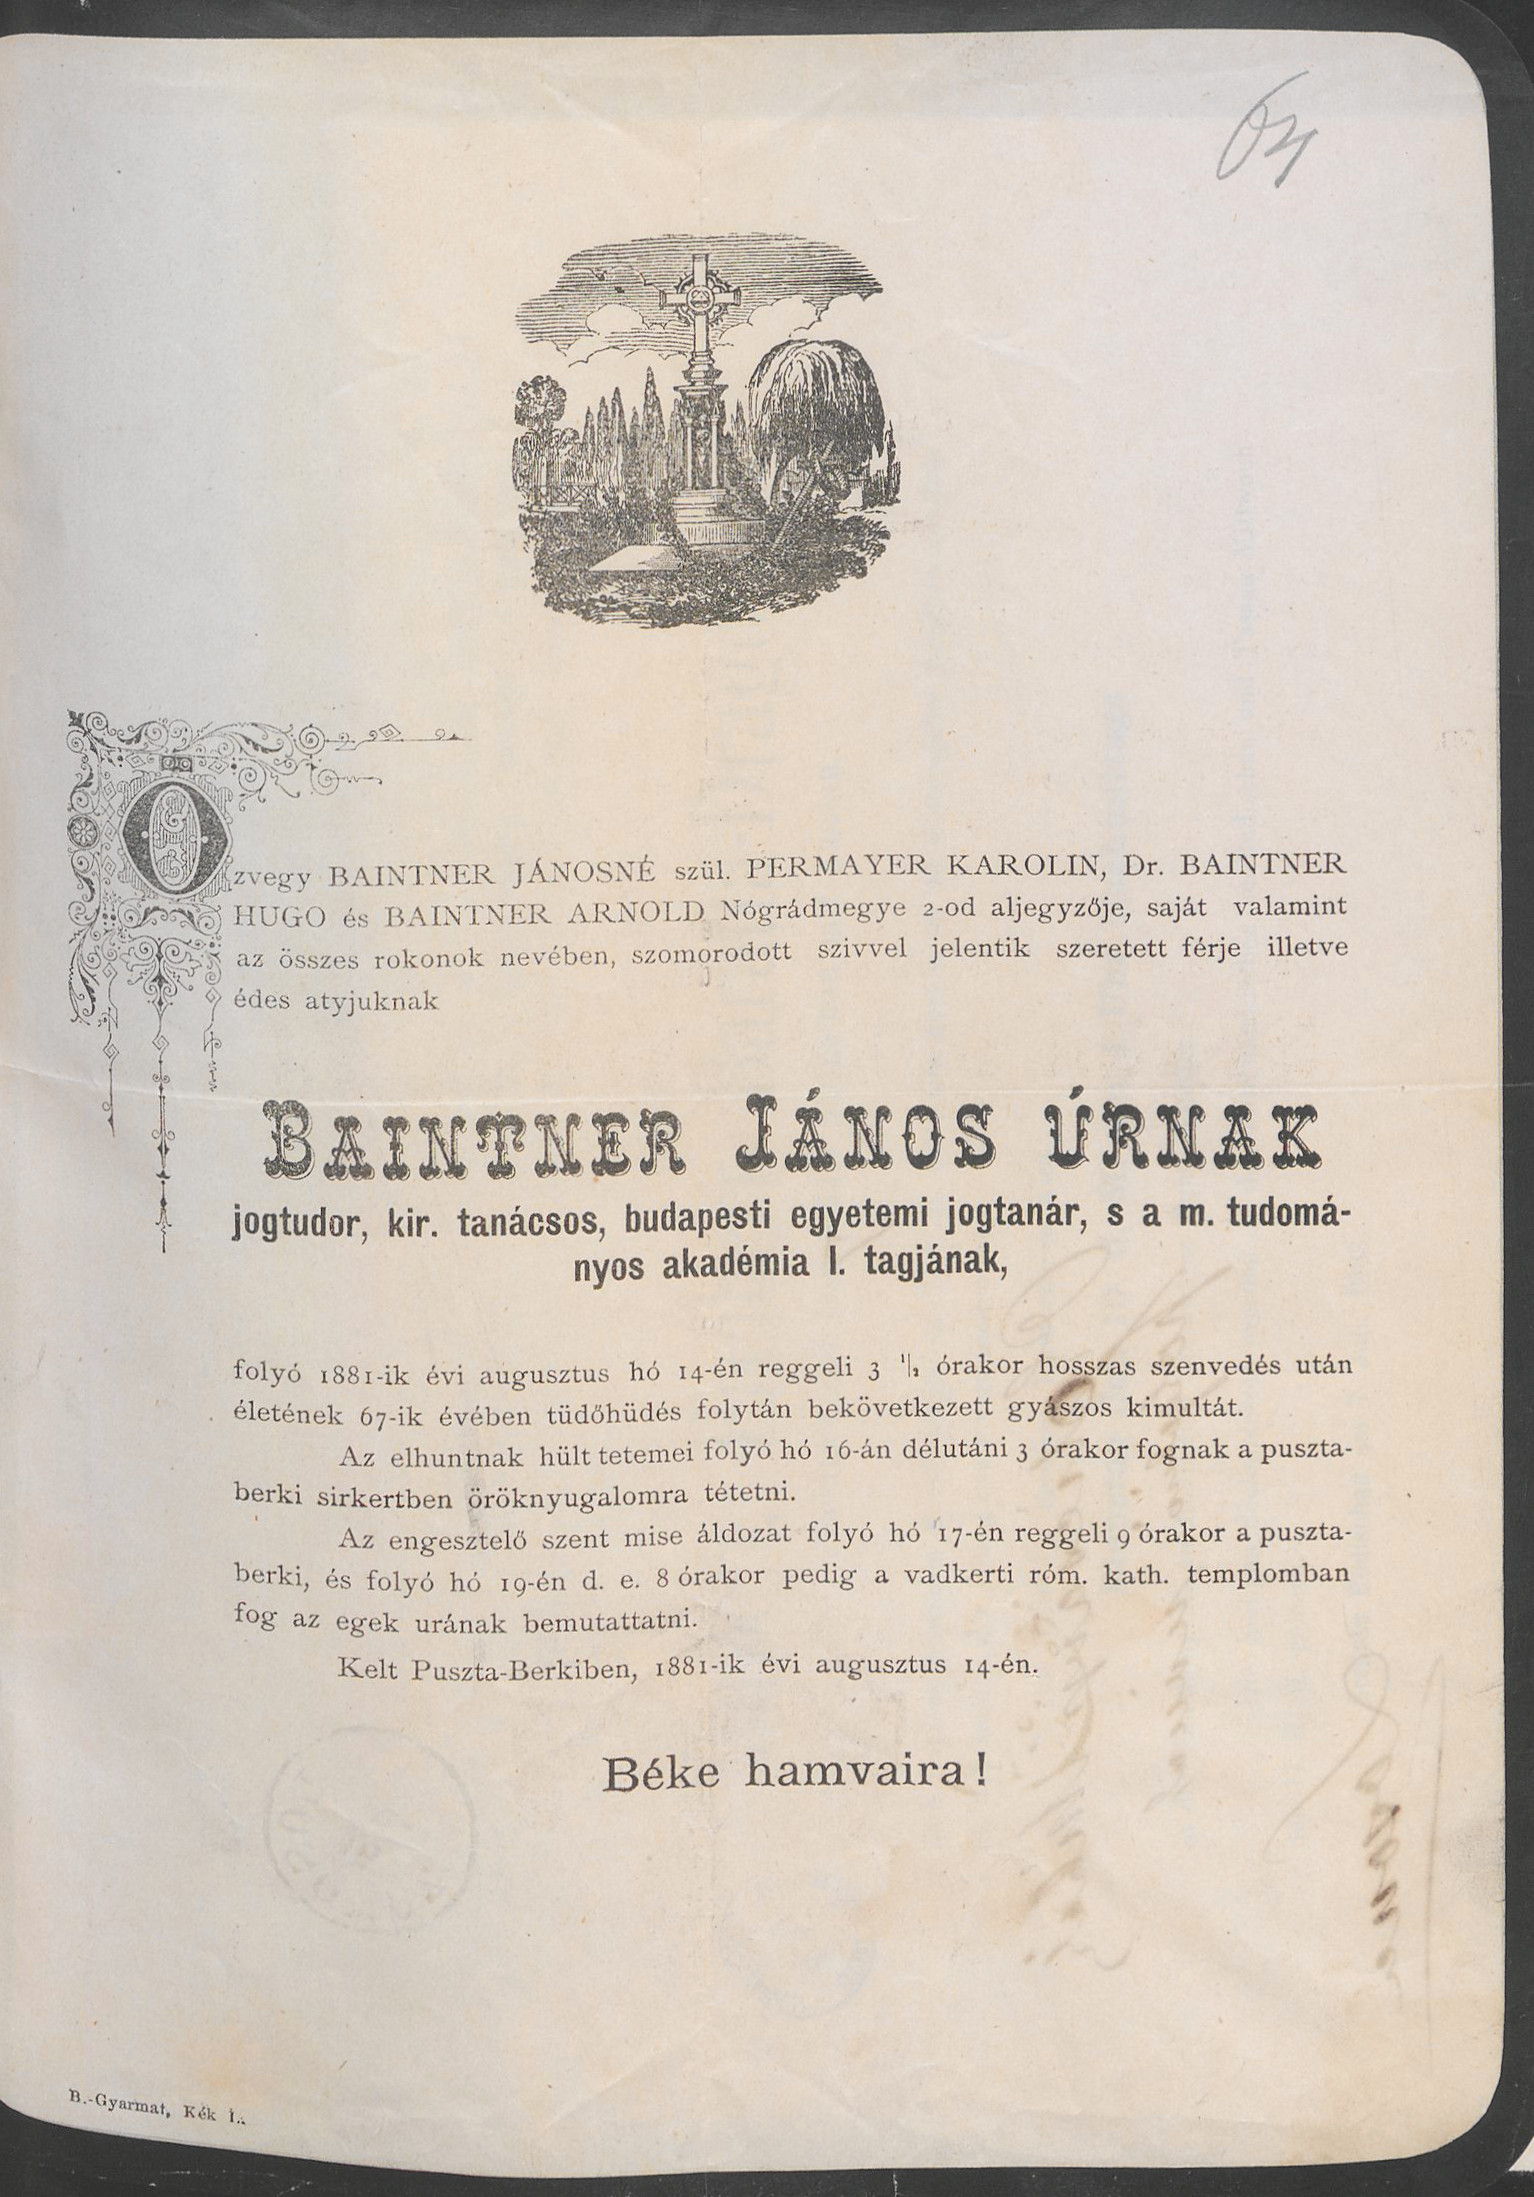 64
Ozvegy BAINTNER JÁNOSNÉ szül. PERMAYER KAROLIN, Dr. BAINTNER
HUGO és BAINTNER ARNOLD Nógrádmegye 2-od aljegyzője, saját valamint
az összes rokonok nevében, szomorodott szivvel jelentik szeretett férje illetve
édes atyjuknak
BAINTNER JÁNOS ÚRNAK
jogtudor, kir. tanácsos, budapesti egyetemi jogtanár, s a m. tudomá-
nyos akadémia l. tagjának,
folyó 1881-ik évi augusztus hó 14-én reggeli 3 1/2 órakor hosszas szenvedés után
életének 67-ik évében tüdőhüdés folytán bekövetkezett gyászos kimultát.
Az elhuntnak hült tetemei folyó hó 16-án délutáni 3 órakor fognak a puszta-
berki sirkertben öröknyugalomra tétetni.
Az engesztelő szent mise áldozat folyó hó 17-én reggeli 9 órakor a puszta-
berki, és folyó hó 19-én d. e. 8 órakor pedig a vadkerti róm. kath. templomban
fog az egek urának bemutattatni.
Kelt Puszta-Berkiben, 1881-ik évi augusztus 14-én.
Béke hamvaira!
B.-Gyarmat, Kék L.